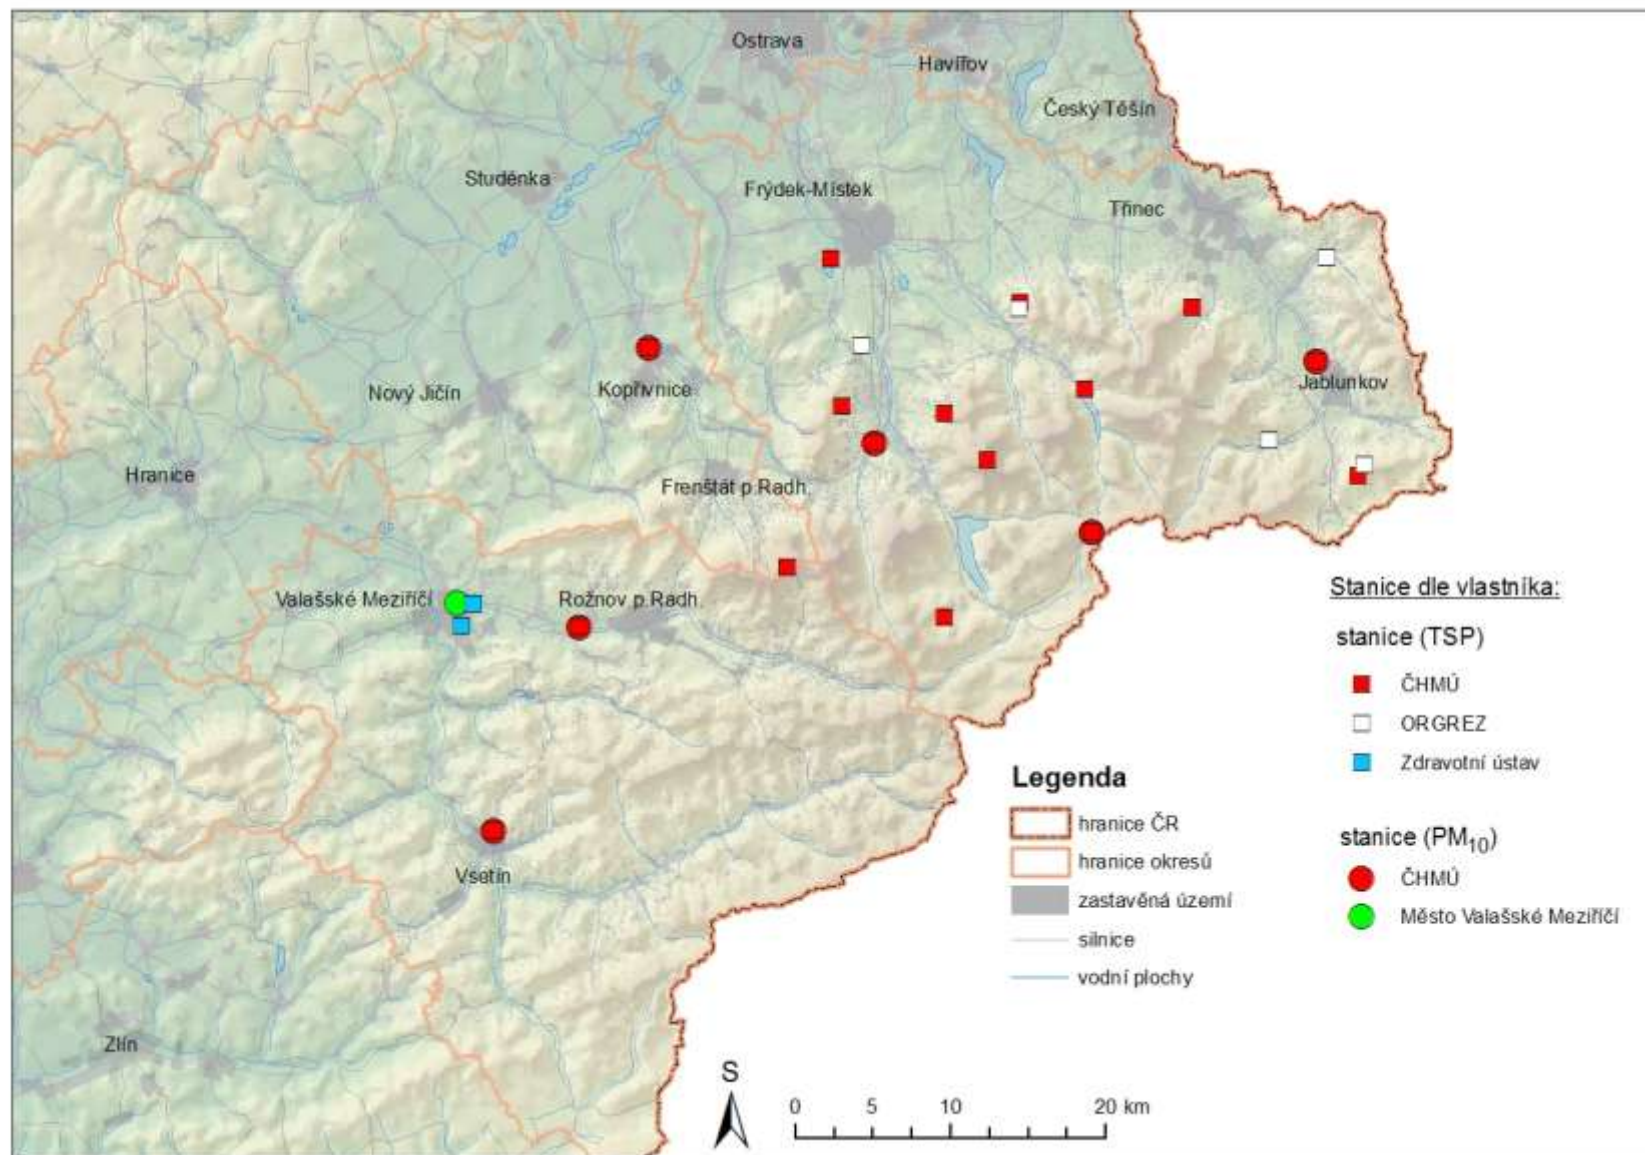 Ostrava
Havířov
Český Těšín
Studénka
Frýdek-Místek
Třinec
Kopřivnice
Jablunkov
Nový Jičín
Hranice
Frenštát p.Radh.
Valašské Meziříčí
Rožnov p.Radh.
Vsetín
Zlín
Stanice dle vlastníka:
stanice (TSP)
ČHMÚ
ORGREZ
Zdravotní ústav
stanice (PM10)
ČHMÚ
Město Valašské Meziříčí
Legenda
hranice ČR
hranice okresů
zastavěná území
silnice
vodní plochy
S
0 5 10 20 km